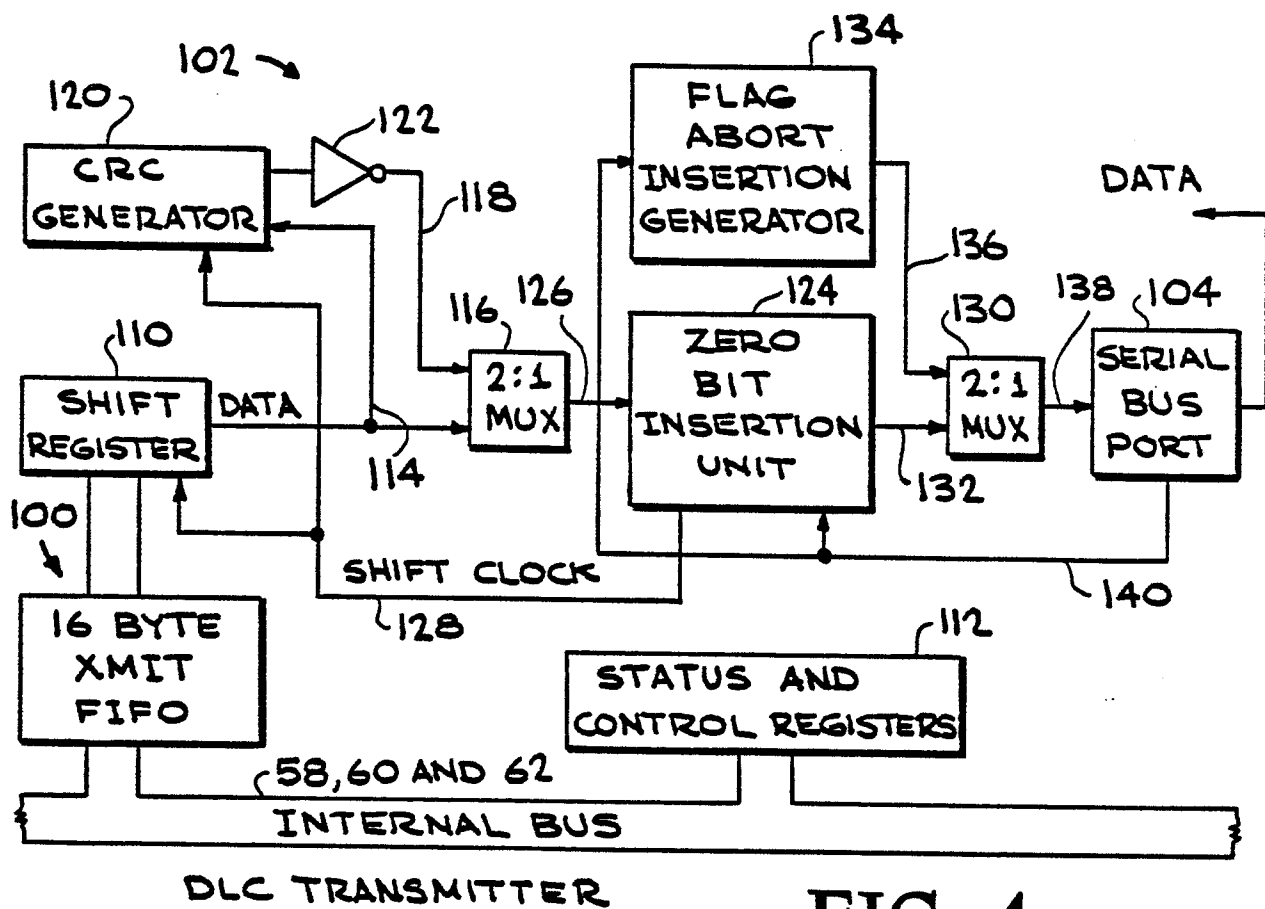 102
134
120
122
CRC
GENERATOR
118
FLAG
ABORT
INSERTION
GENERATOR
DATA
136
126
124
138
104
116
130
110
2:1
MUX
ZERO
BIT
INSERTION
UNIT
2:1
MUX
SERIAL
BUS
PORT
SHIFT
REGISTER
DATA
114
132
100
SHIFT CLOCK
128
140
16 BYTE
XMIT
FIFO
112
STATUS AND
CONTROL REGISTERS
58, 60 AND 62
INTERNAL BUS
DLC TRANSMITTER